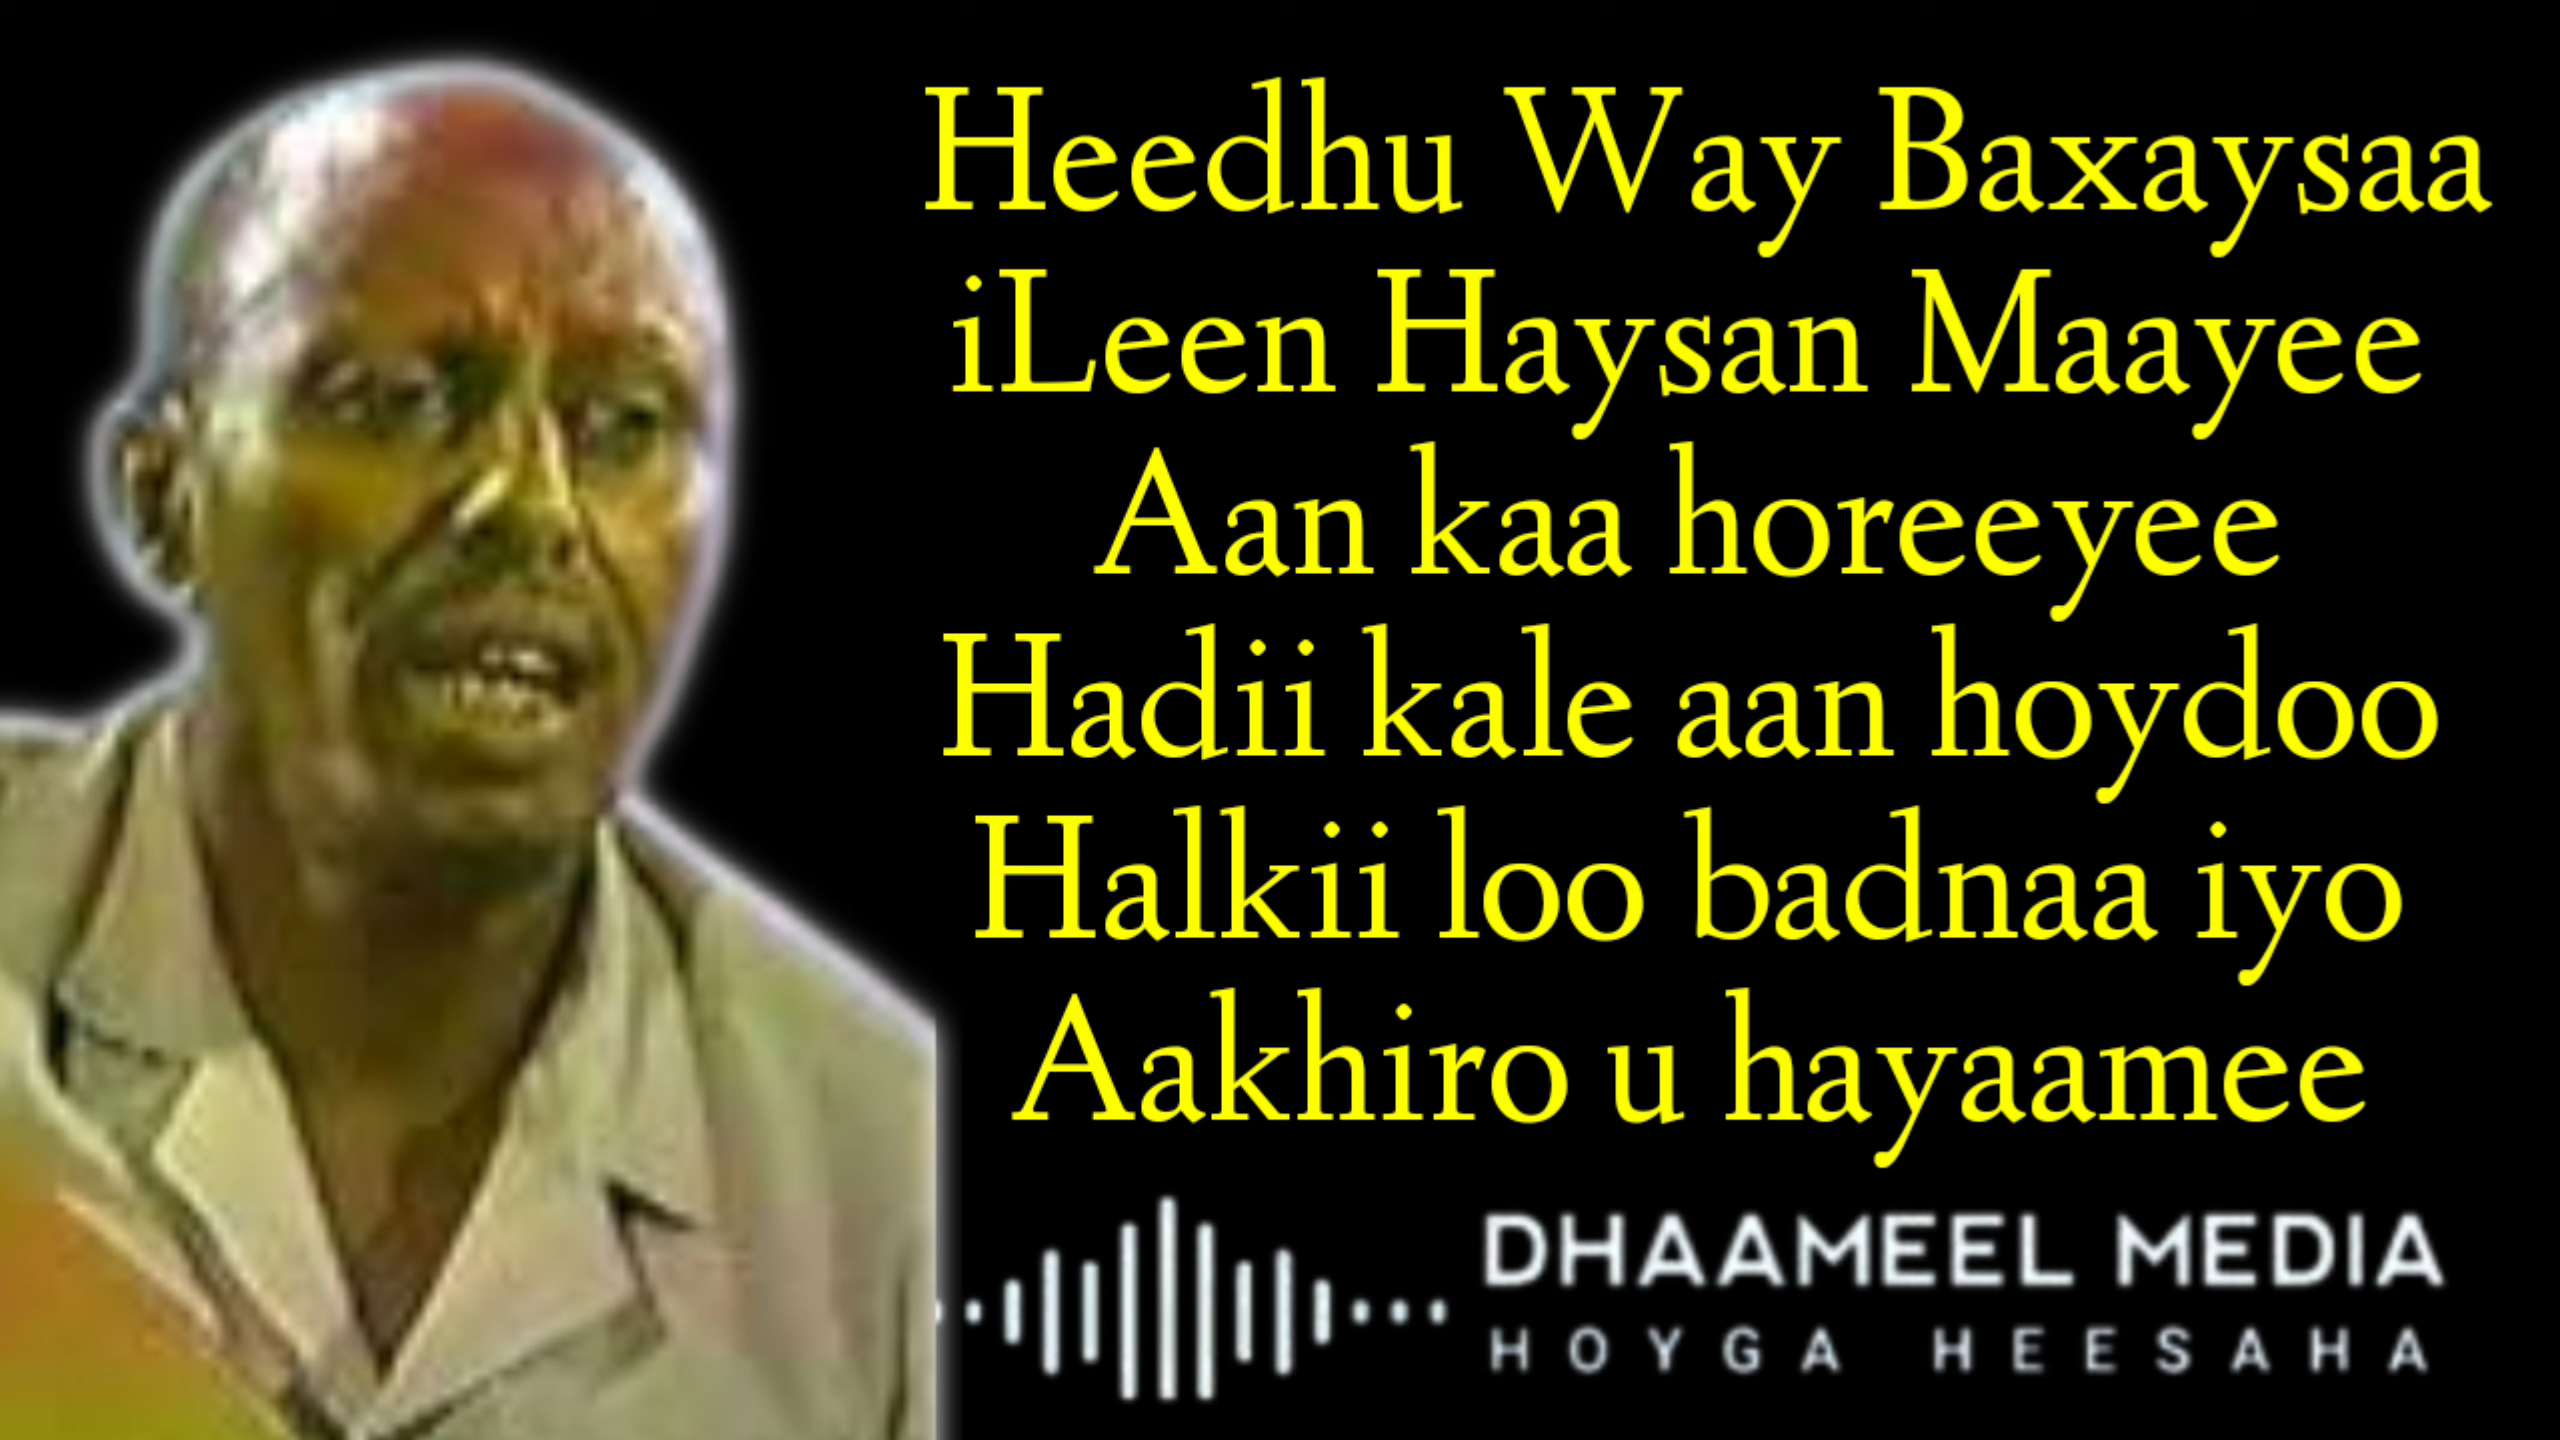 Heedhu Way Baxaysaa
iLeen Haysan Maayee
Aan kaa horeeyee
Hadii kale aan hoydoo
Halkii loo badnaa iyo
Aakhiro u hayaamee
DHAAMEEL MEDIA
HOYGA HEESAHA